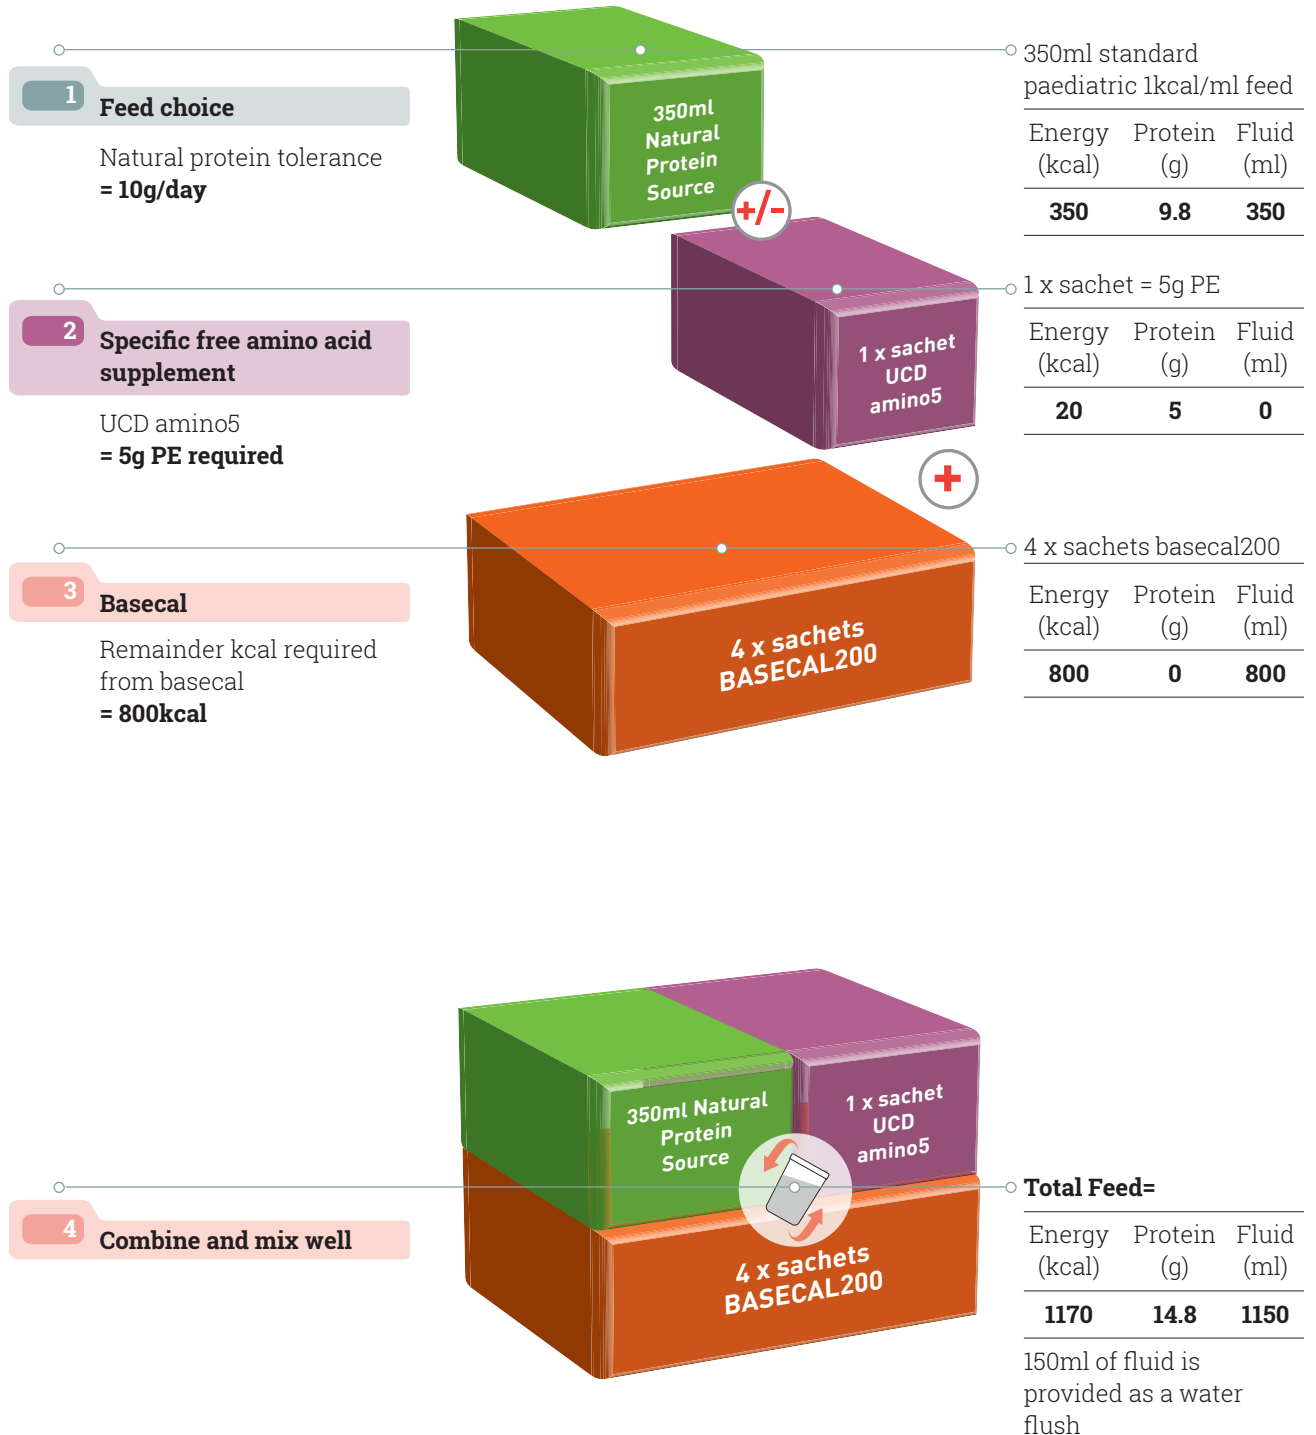 1
Feed choice
Natural protein tolerance
= 10g/day
350ml
Natural
Protein
Source
350ml standard
paediatric 1kcal/ml feed
Energy Protein Fluid
(kcal) (g) (ml)
350 9.8 350
+/-
2
Specific free amino acid
supplement
UCD amino5
= 5g PE required
1 x sachet
UCD
amino5
1 x sachet = 5g PE
Energy Protein Fluid
(kcal) (g) (ml)
20 5 0
+
3
Basecal
Remainder kcal required
from basecal
= 800kcal
4 x sachets
BASECAL200
4 x sachets basecal200
Energy Protein Fluid
(kcal) (g) (ml)
800 0 800
4
Combine and mix well
350ml Natural
Protein
Source
1 x sachet
UCD
amino5
4 x sachets
BASECAL200
Total Feed=
Energy Protein Fluid
(kcal) (g) (ml)
1170 14.8 1150
150ml of fluid is
provided as a water
flush